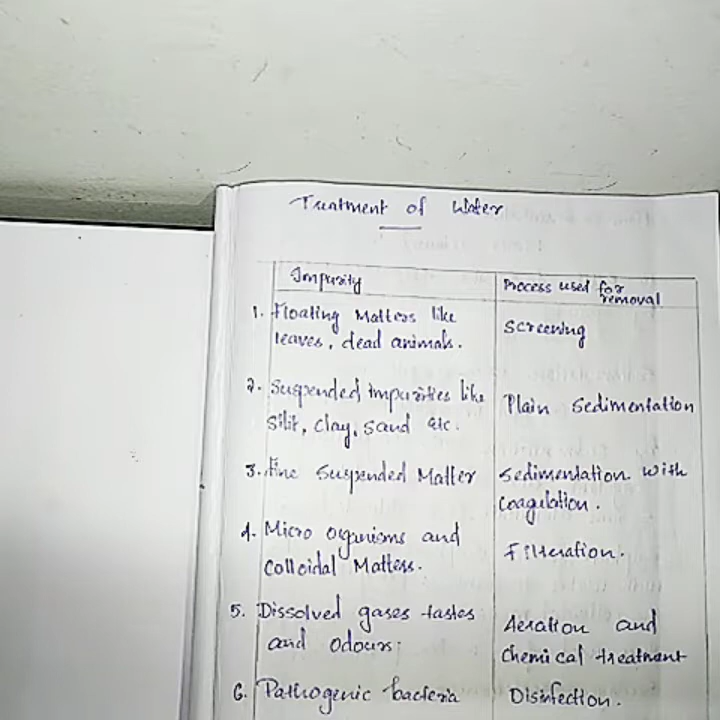 Treatment of Water
Impurity
Process used for removal
1. Floating Matters like
leaves, dead animals.
Screening
2. Suspended impurities like
Silit, clay, sand etc.
Plain Sedimentation
3. Fine Suspended Matter
Sedimentation with
Coagulation.
4. Micro organisms and
Colloidal Matters.
Filteration.
5. Dissolved gases tastes
and odours.
Aeration and
Chemical treatment
6. Pathogenic bacteria
Disinfection.